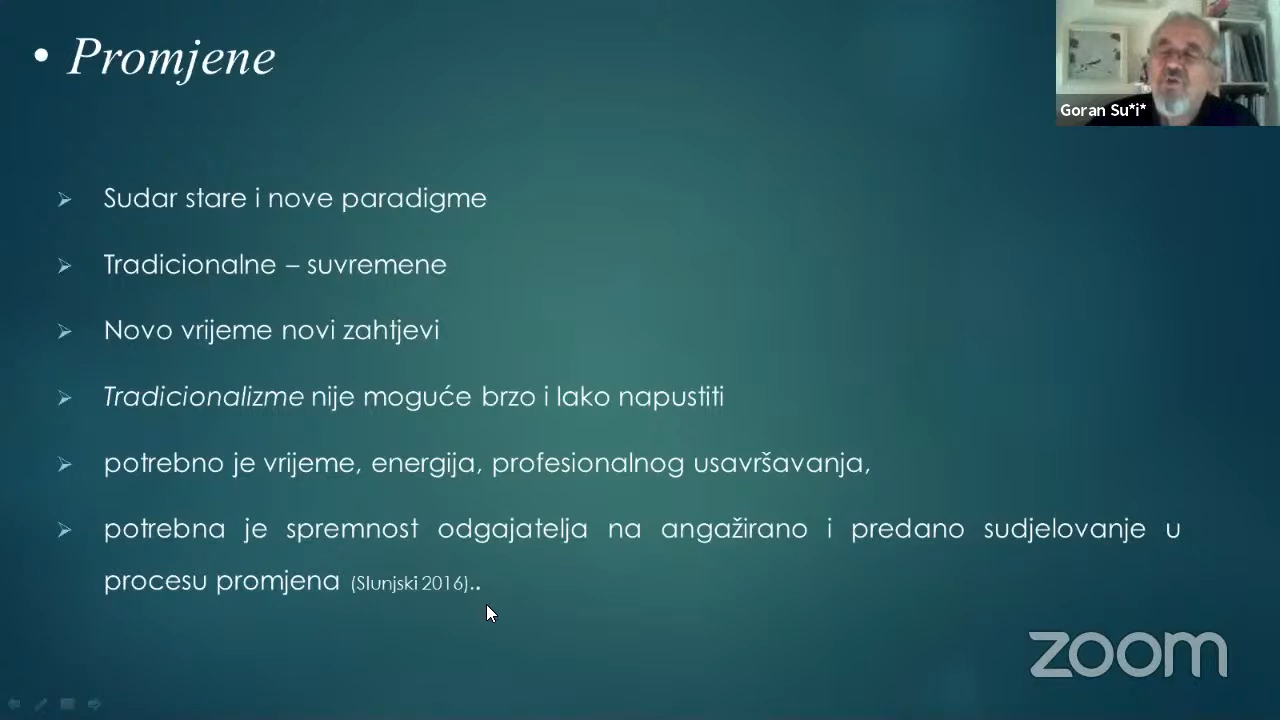 • Promjene
Goran Su*i*
Sudar stare i nove paradigme
Tradicionalne – suvremene
Novo vrijeme novi zahtjevi
Tradicionalizme nije moguće brzo i lako napustiti
potrebno je vrijeme, energija, profesionalnog usavršavanja,
potrebna je spremnost odgajatelja na angažirano i predano sudjelovanje u
procesu promjena (Slunjski 2016)..
zoom